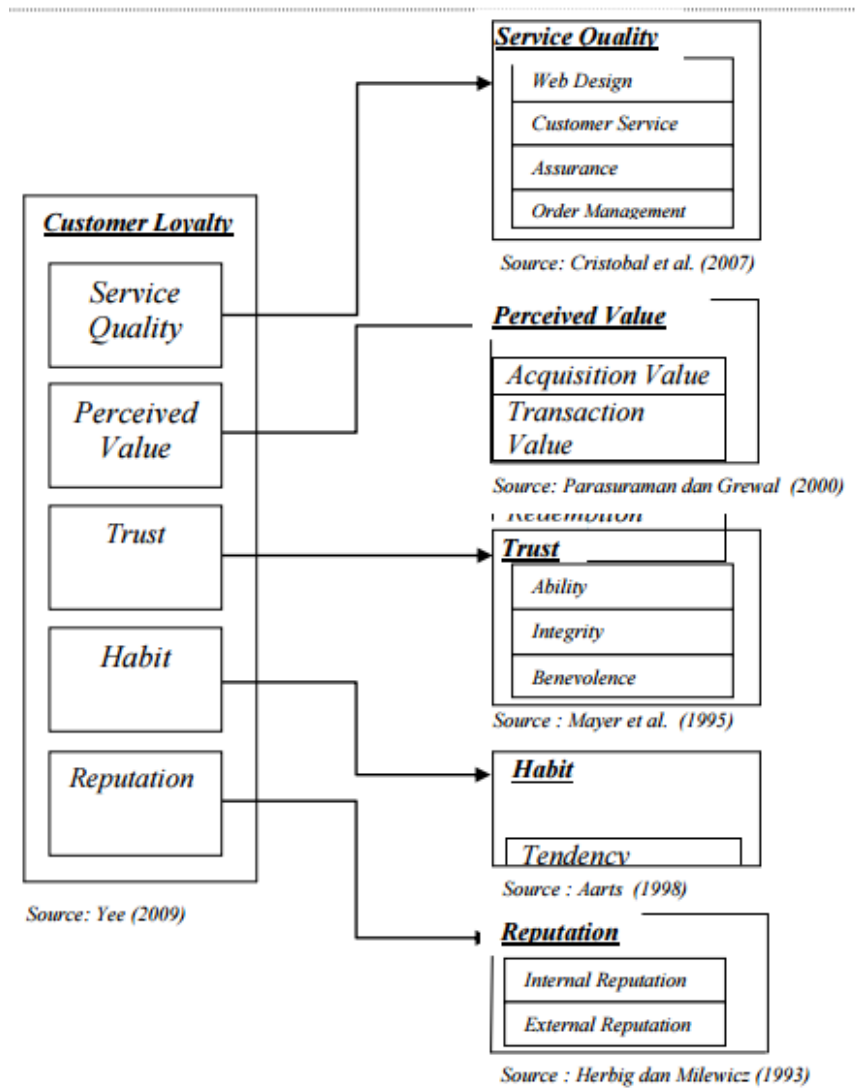 Customer Loyalty
Service
Quality
Perceived
Value
Trust
Habit
Reputation
Source: Yee (2009)
Service Quality
Web Design
Customer Service
Assurance
Order Management
Source: Cristobal et al. (2007)
Perceived Value
Acquisition Value
Transaction
Value
Source: Parasuraman dan Grewal (2000)
Redemption
Trust
Ability
Integrity
Benevolence
Source : Mayer et al. (1995)
Habit
Tendency
Source : Aarts (1998)
Reputation
Internal Reputation
External Reputation
Source : Herbig dan Milewicz (1993)